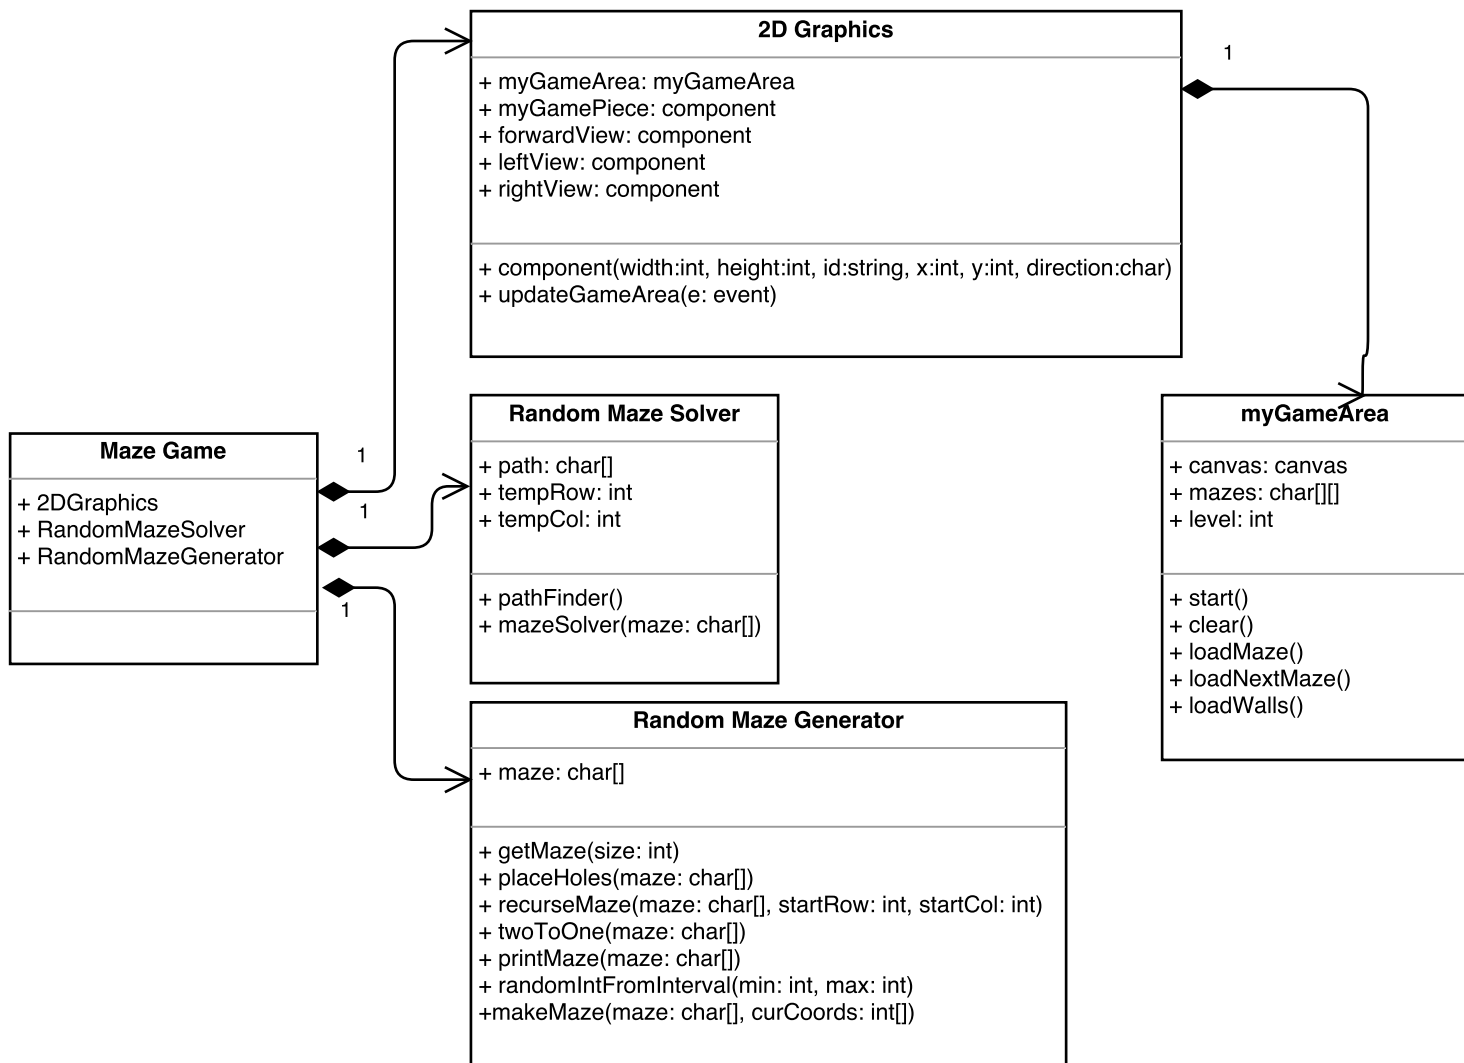 2D Graphics
+ myGameArea: myGameArea
+ myGamePiece: component
+ forwardView: component
+ leftView: component
+ rightView: component
+ component(width:int, height:int, id:string, x:int, y:int, direction:char)
+ updateGameArea(e: event)
1
Maze Game
+ 2DGraphics
+ RandomMazeSolver
+ RandomMazeGenerator
1
1
1
Random Maze Solver
+ path: char[]
+ tempRow: int
+ tempCol: int
+ pathFinder()
+ mazeSolver(maze: char[])
myGameArea
+ canvas: canvas
+ mazes: char[][]
+ level: int
+ start()
+ clear()
+ loadMaze()
+ loadNextMaze()
+ loadWalls()
Random Maze Generator
+ maze: char[]
+ getMaze(size: int)
+ placeHoles(maze: char[])
+ recurseMaze(maze: char[], startRow: int, startCol: int)
+ twoToOne(maze: char[])
+ printMaze(maze: char[])
+ randomIntFromInterval(min: int, max: int)
+makeMaze(maze: char[], curCoords: int[])